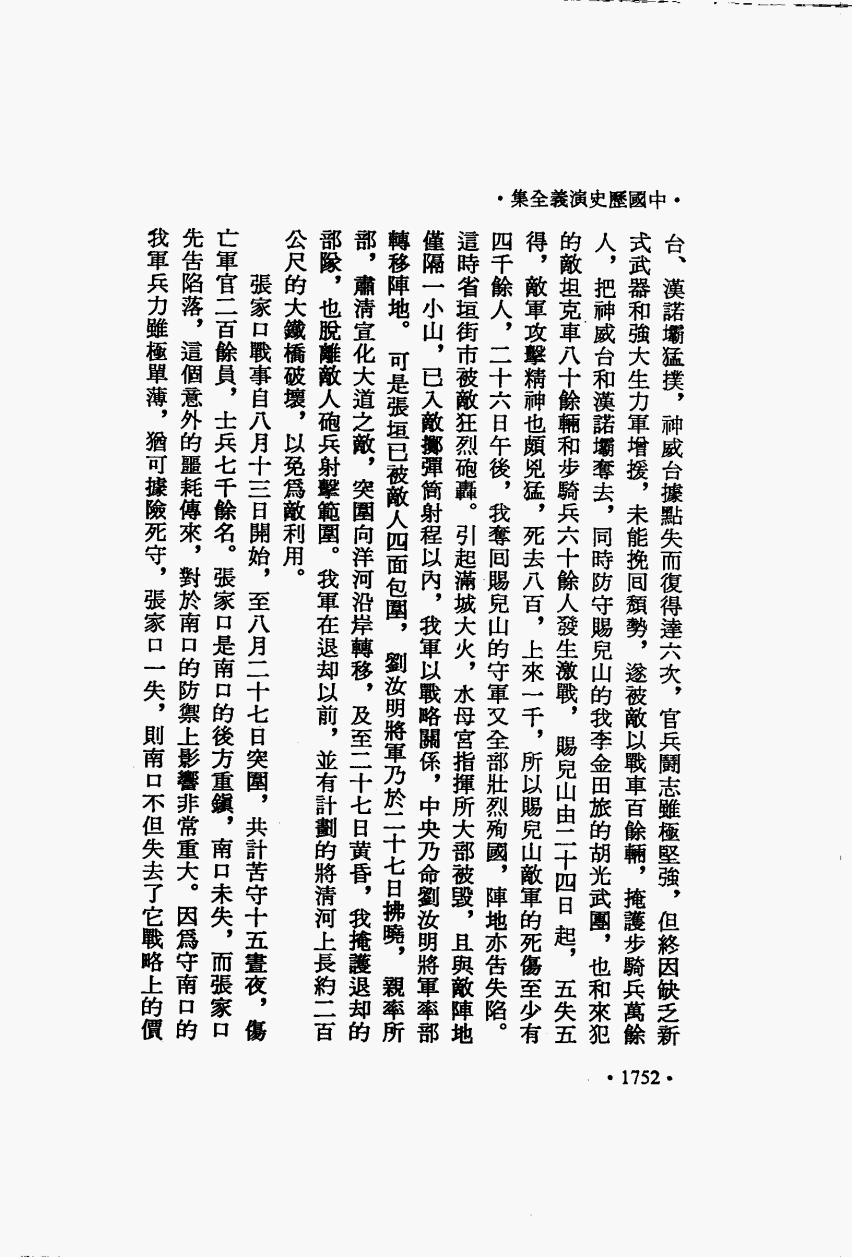 •中國歷史演義全集•
台、漢諾壩猛撲，神威台據點失而復得達六次，官兵鬬志雖極堅強，但終因缺乏新
式武器和強大生力軍增援，未能挽囘頹勢，遂被敵以戰車百餘輛，掩護步騎兵萬餘
人，把神威台和漢諾壩奪去，同時防守賜兒山的我李金田旅的胡光武團，也和來犯
的敵坦克車八十餘輛和步騎兵六十餘人發生激戰，賜兒山由二十四日起，五失五
得，敵軍攻擊精神也頗兇猛，死去八百，上來一千，所以賜兒山敵軍的死傷至少有
四千餘人，二十六日午後，我奪囘賜兒山的守軍又全部壯烈殉國，陣地亦告失陷。
這時省垣街市被敵狂烈砲轟。引起滿城大火，水母宮指揮所大部被毀，且與敵陣地
僅隔一小山，已入敵擲彈筒射程以內，我軍以戰略關係，中央乃命劉汝明將軍率部
轉移陣地。可是張垣已被敵人四面包圍，劉汝明將軍乃於二十七日拂曉，親率所
部，肅清宣化大道之敵，突圍向洋河沿岸轉移，及至二十七日黃昏，我掩護退却的
部隊，也脫離敵人砲兵射擊範圍。我軍在退却以前，並有計劃的將清河上長約二百
公尺的大鐵橋破壞，以免爲敵利用。
張家口戰事自八月十三日開始，至八月二十七日突圍，共計苦守十五晝夜，傷
亡軍官二百餘員，士兵七千餘名。張家口是南口的後方重鎭，南口未失，而張家口
先告陷落，這個意外的噩耗傳來，對於南口的防禦上影響非常重大。因爲守南口的
我軍兵力雖極單薄，猶可據險死守，張家口一失，則南口不但失去了它戰略上的價
•1752•